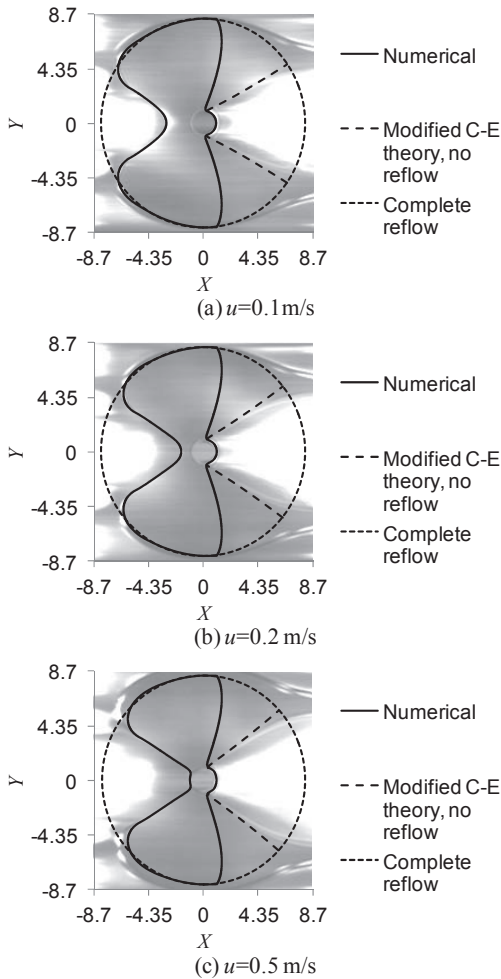 8.7
4.35
0
-4.35
-8.7
Y
-8.7 -4.35 0 4.35 8.7
X
Numerical
Modified C-E
theory, no
reflow
Complete
reflow
(a) u=0.1m/s
8.7
4.35
0
-4.35
-8.7
Y
-8.7 -4.35 0 4.35 8.7
X
Numerical
Modified C-E
theory, no
reflow
Complete
reflow
(b) u=0.2 m/s
8.7
4.35
0
-4.35
-8.7
Y
-8.7 -4.35 0 4.35 8.7
X
Numerical
Modified C-E
theory, no
reflow
Complete
reflow
(c) u=0.5 m/s